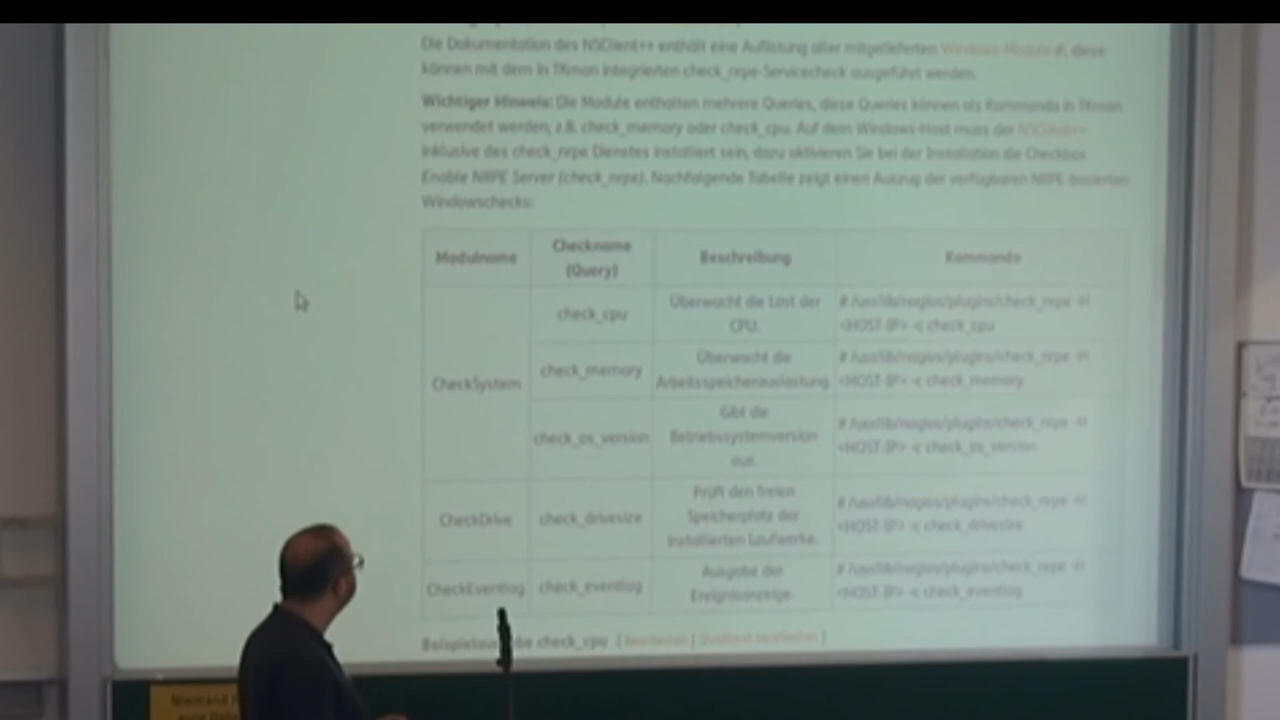 Die Dokumentation des NSClient++ enthält eine Auflistung aller mitgelieferten Windows-Module, diese
können mit dem in TKmon integrierten check_nrpe-Servicecheck ausgeführt werden.
Wichtiger Hinweis: Die Module enthalten mehrere Queries, diese Queries können als Kommando in TKmon
verwendet werden, z.B. check_memory oder check_cpu. Auf dem Windows-Host muss der NSClient++
inklusive des check_nrpe Dienstes installiert sein, dazu aktivieren Sie bei der Installation die Checkbox
Enable NRPE Server (check_nrpe). Nachfolgende Tabelle zeigt einen Auszug der verfügbaren NRPE-basierten
Windowschecks:
Modulname
Checkname
(Query)
Beschreibung
Kommando
CheckSystem
check_cpu
Überwacht die Last der
CPU.
# /usr/lib/nagios/plugins/check_nrpe -H
<HOST-IP> -c check_cpu
check_memory
Überwacht die
Arbeitsspeicherauslastung.
# /usr/lib/nagios/plugins/check_nrpe -H
<HOST-IP> -c check_memory
check_os_version
Gibt die
Betriebssystemversion
aus.
# /usr/lib/nagios/plugins/check_nrpe -H
<HOST-IP> -c check_os_version
CheckDrive
check_drivesize
Prüft den freien
Speicherplatz der
installierten Laufwerke.
# /usr/lib/nagios/plugins/check_nrpe -H
<HOST-IP> -c check_drivesize
CheckEventlog
check_eventlog
Ausgabe der
Ereignisanzeige.
# /usr/lib/nagios/plugins/check_nrpe -H
<HOST-IP> -c check_eventlog
check_cpu [ Bearbeiten | Quelltext bearbeiten ]
Niemand